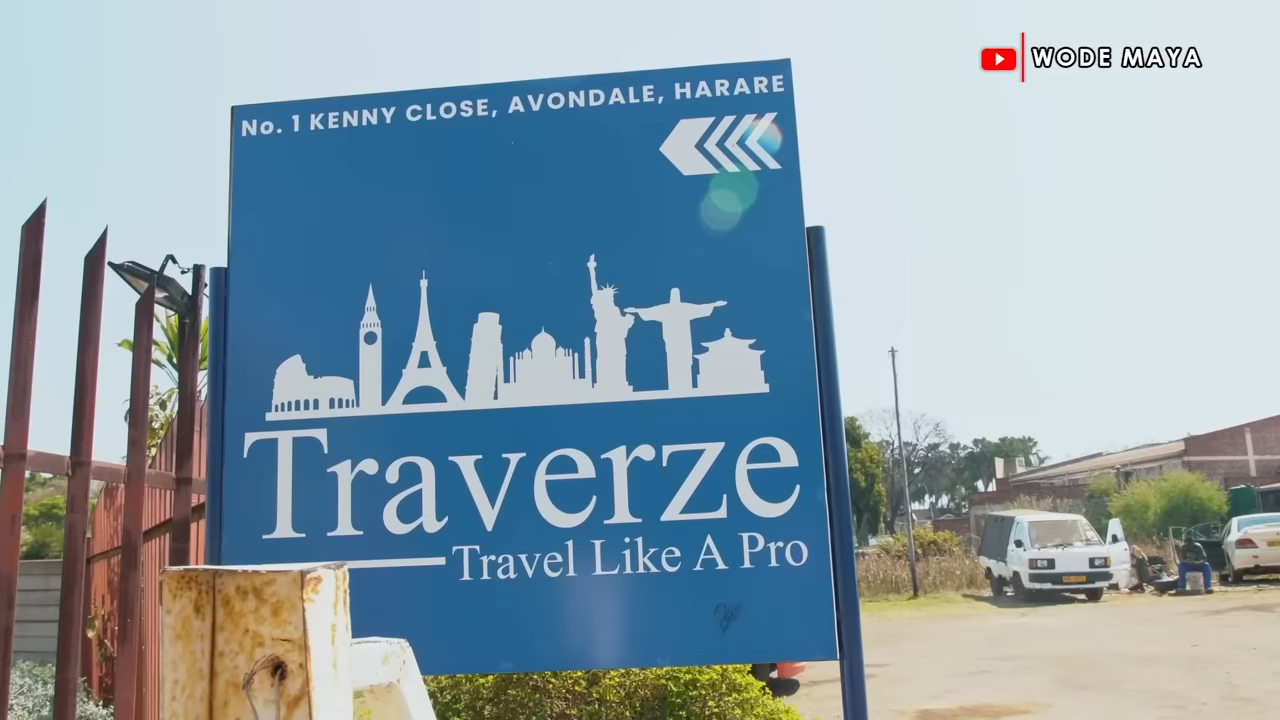 WODE MAYA
No. 1 KENNY CLOSE, AVONDALE, HARARE
Traverze
Travel Like A Pro